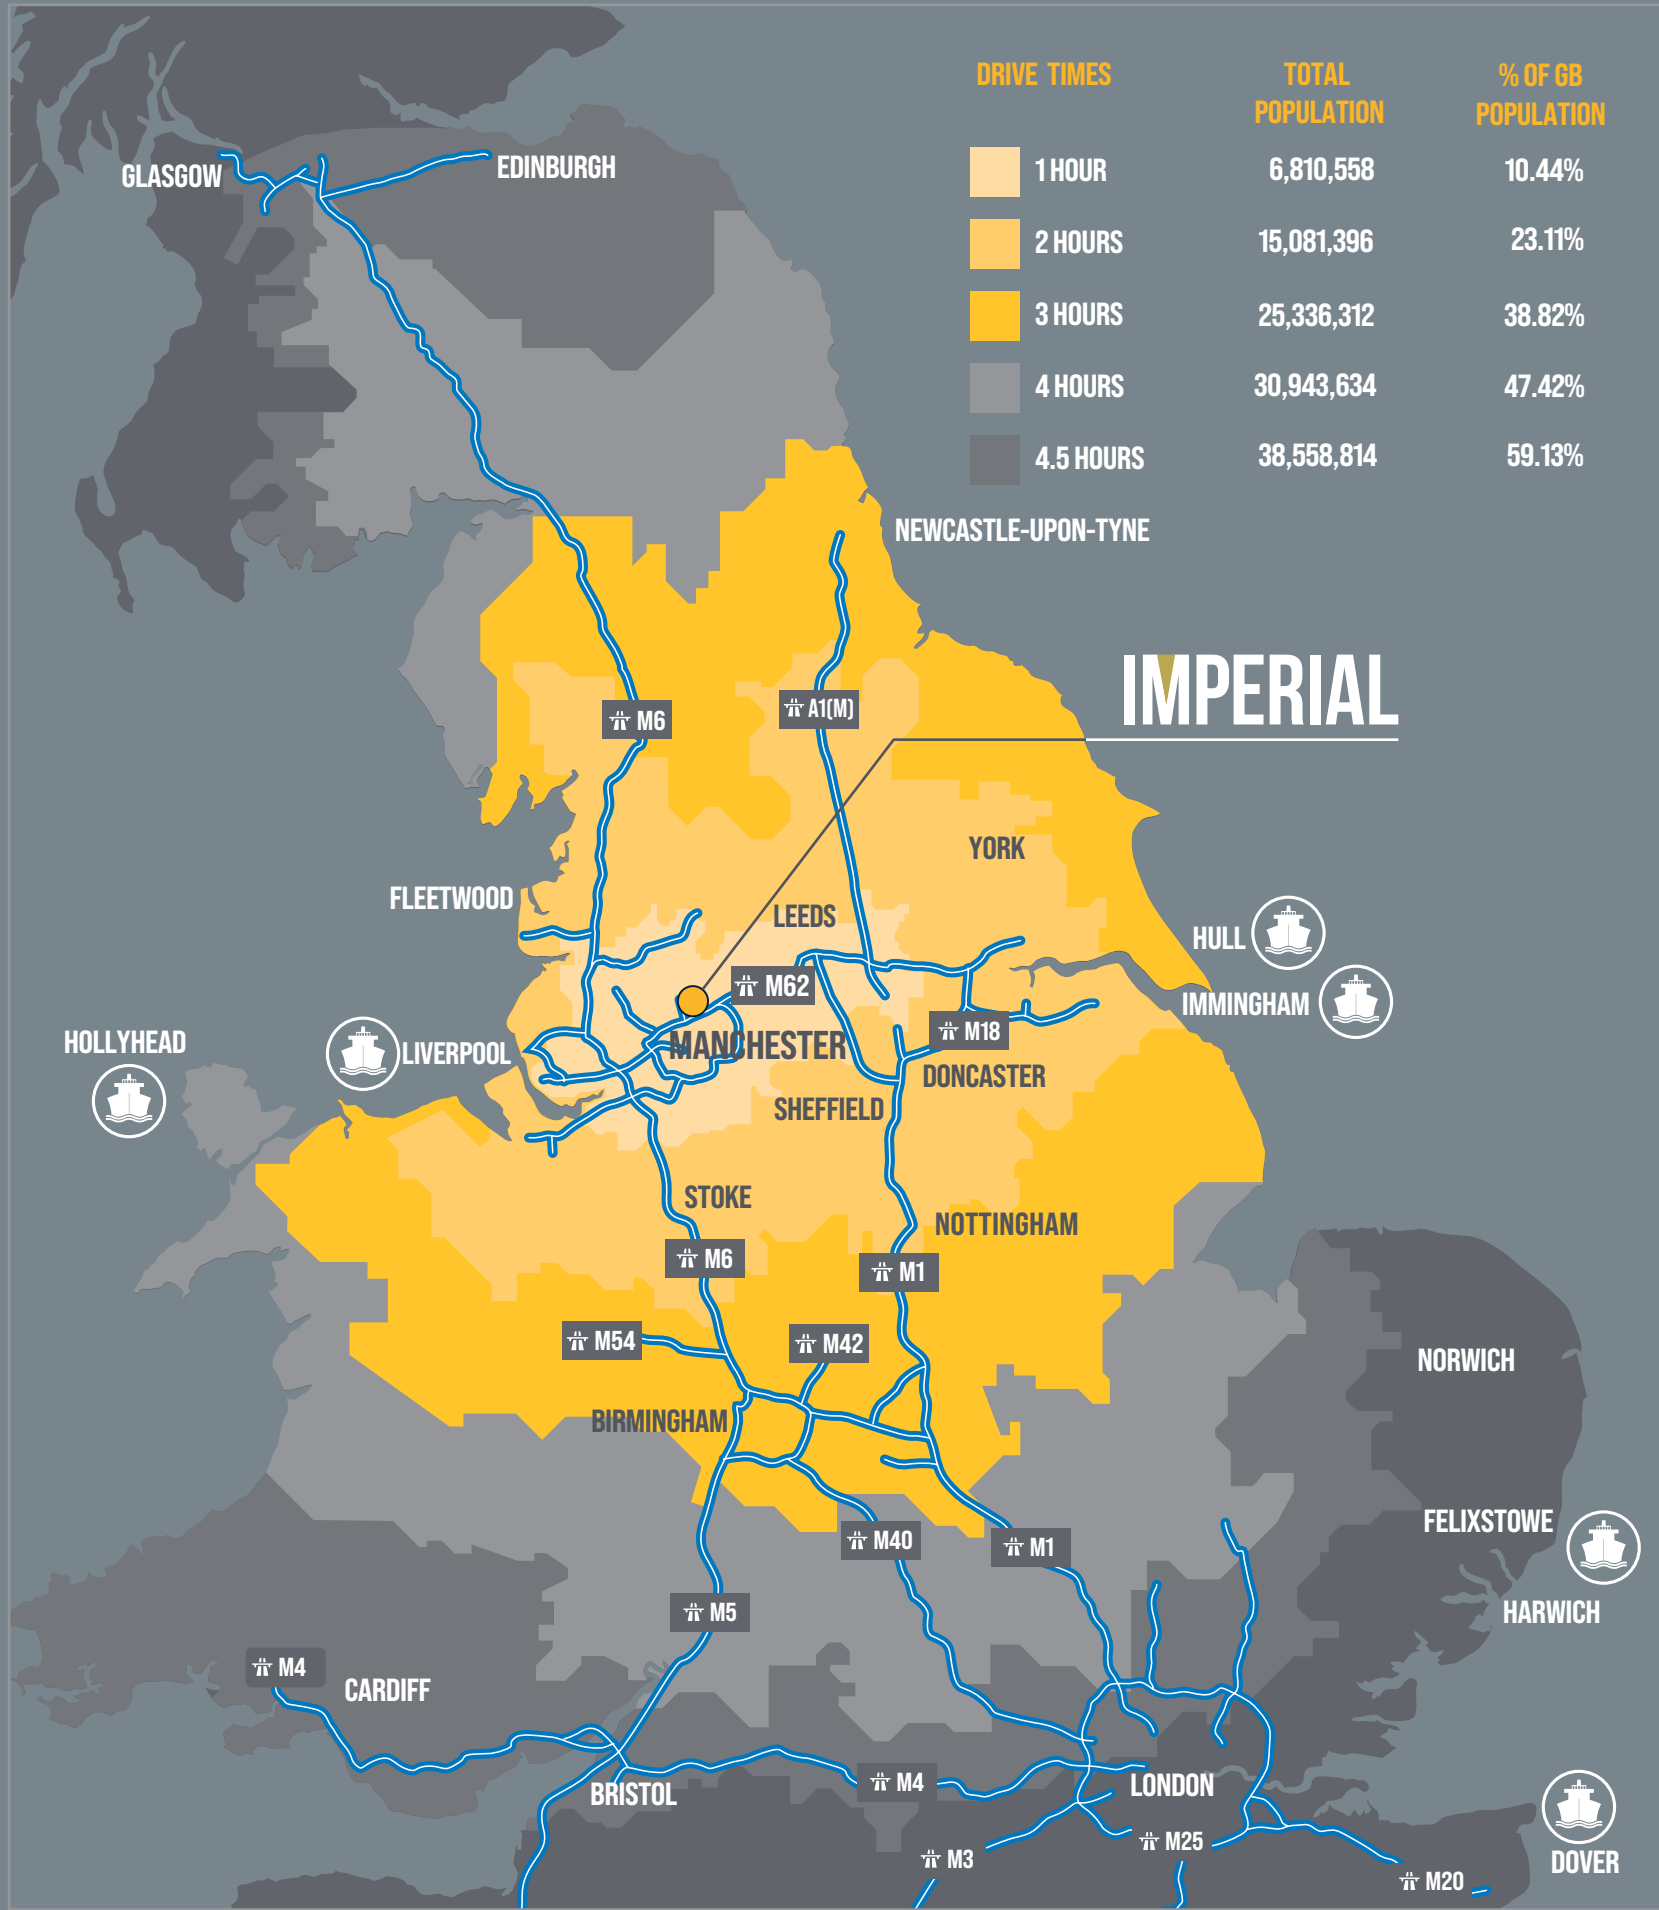 DRIVE TIMES
TOTAL
POPULATION
% OF GB
POPULATION
1 HOUR 6,810,558 10.44%
2 HOURS 15,081,396 23.11%
3 HOURS 25,336,312 38.82%
4 HOURS 30,943,634 47.42%
4.5 HOURS 38,558,814 59.13%
GLASGOW
EDINBURGH
NEWCASTLE-UPON-TYNE
IMPERIAL
M6
A1(M)
YORK
FLEETWOOD
LEEDS
HULL
M62
IMMINGHAM
M18
HOLLYHEAD
LIVERPOOL
MANCHESTER
DONCASTER
SHEFFIELD
STOKE
NOTTINGHAM
M6
M1
M54
M42
NORWICH
BIRMINGHAM
FELIXSTOWE
M40
M1
M5
HARWICH
M4
CARDIFF
M4
LONDON
BRISTOL
M25
M3
DOVER
M20